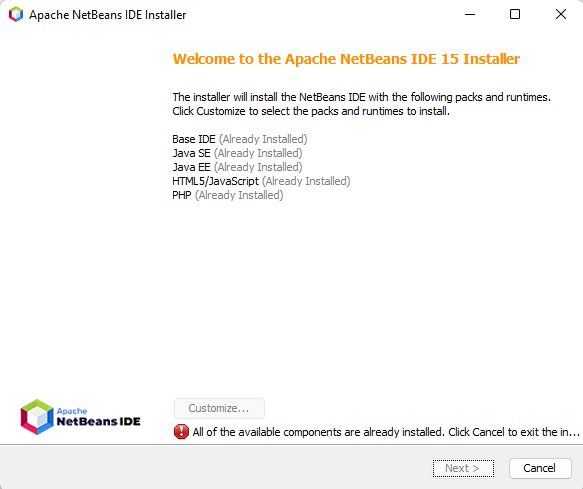 Apache NetBeans IDE Installer
Welcome to the Apache NetBeans IDE 15 Installer
The installer will install the NetBeans IDE with the following packs and runtimes.
Click Customize to select the packs and runtimes to install.
Base IDE (Already Installed)
Java SE (Already Installed)
Java EE (Already Installed)
HTML5/JavaScript (Already Installed)
PHP (Already Installed)
Apache
NetBeans IDE
Customize...
All of the available components are already installed. Click Cancel to exit the in...
Next >
Cancel